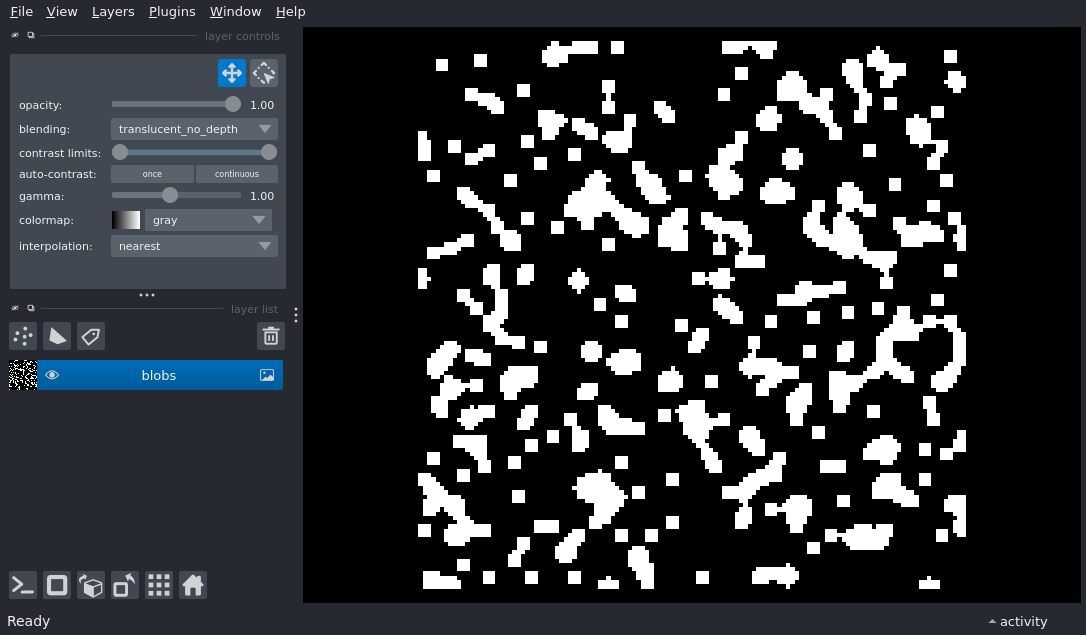 File View Layers Plugins Window Help
layer controls
opacity: 1.00
blending: translucent_no_depth
contrast limits:
auto-contrast: once continuous
gamma: 1.00
colormap: gray
interpolation: nearest
layer list
blobs
Ready activity